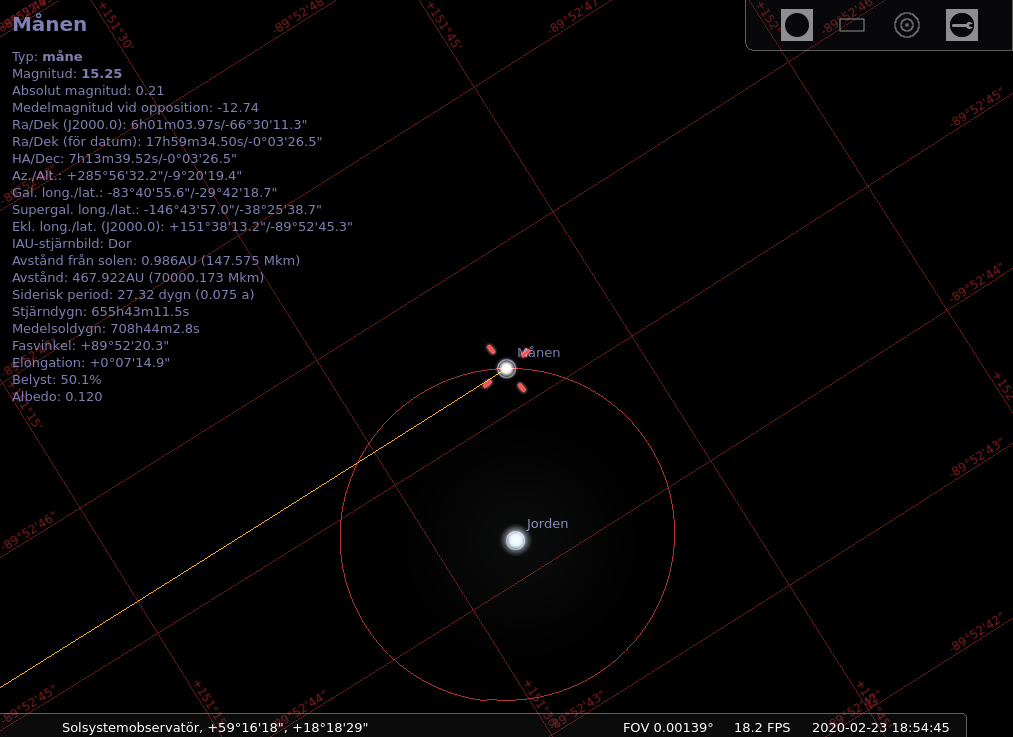 Månen
Typ: måne
Magnitud: 15.25
Absolut magnitud: 0.21
Medelmagnitud vid opposition: -12.74
Ra/Dek (J2000.0): 6h01m03.97s/-66°30'11.3"
Ra/Dek (för datum): 17h59m34.50s/-0°03'26.5"
HA/Dec: 7h13m39.52s/-0°03'26.5"
Az./Alt.: +285°56'32.2"/-9°20'19.4"
Gal. long./lat.: -83°40'55.6"/-29°42'18.7"
Supergal. long./lat.: -146°43'57.0"/-38°25'38.7"
Ekl. long./lat. (J2000.0): +151°38'13.2"/-89°52'45.3"
IAU-stjärnbild: Dor
Avstånd från solen: 0.986AU (147.575 Mkm)
Avstånd: 467.922AU (70000.173 Mkm)
Siderisk period: 27.32 dygn (0.075 a)
Stjärndygn: 655h43m11.5s
Medelsoldygn: 708h44m2.8s
Fasvinkel: +89°52'20.3"
Elongation: +0°07'14.9"
Belyst: 50.1%
Albedo: 0.120
+151°30'
-89°52'48"
+151°45'
-89°52'47"
+152°
-89°52'46"
-89°52'45"
-89°52'44"
-89°52'43"
-89°52'42"
Månen
Jorden
-89°52'46"
-89°52'45"
-89°52'44"
-89°52'43"
Solsystemobservatör, +59°16'18", +18°18'29"
FOV 0.00139°
18.2 FPS
2020-02-23 18:54:45